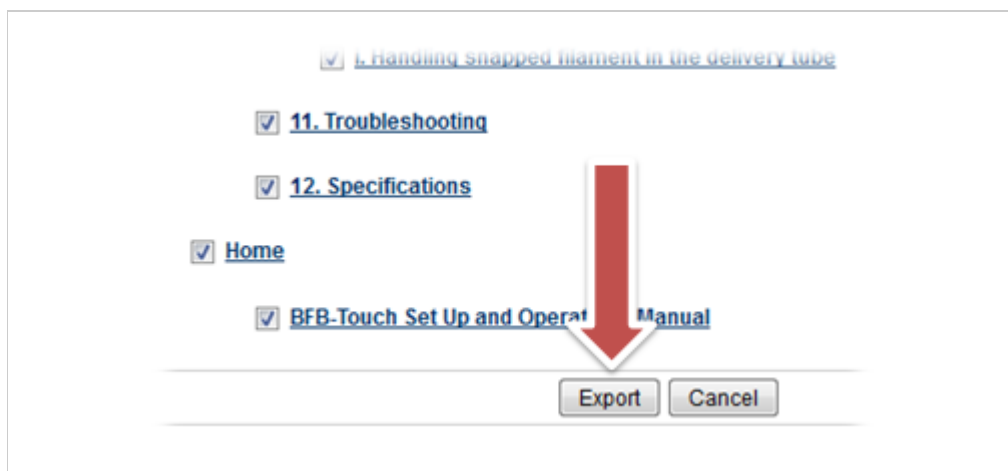 i. Handling snapped filament in the delivery tube
11. Troubleshooting
12. Specifications
Home
BFB-Touch Set Up and Manual
Export Cancel